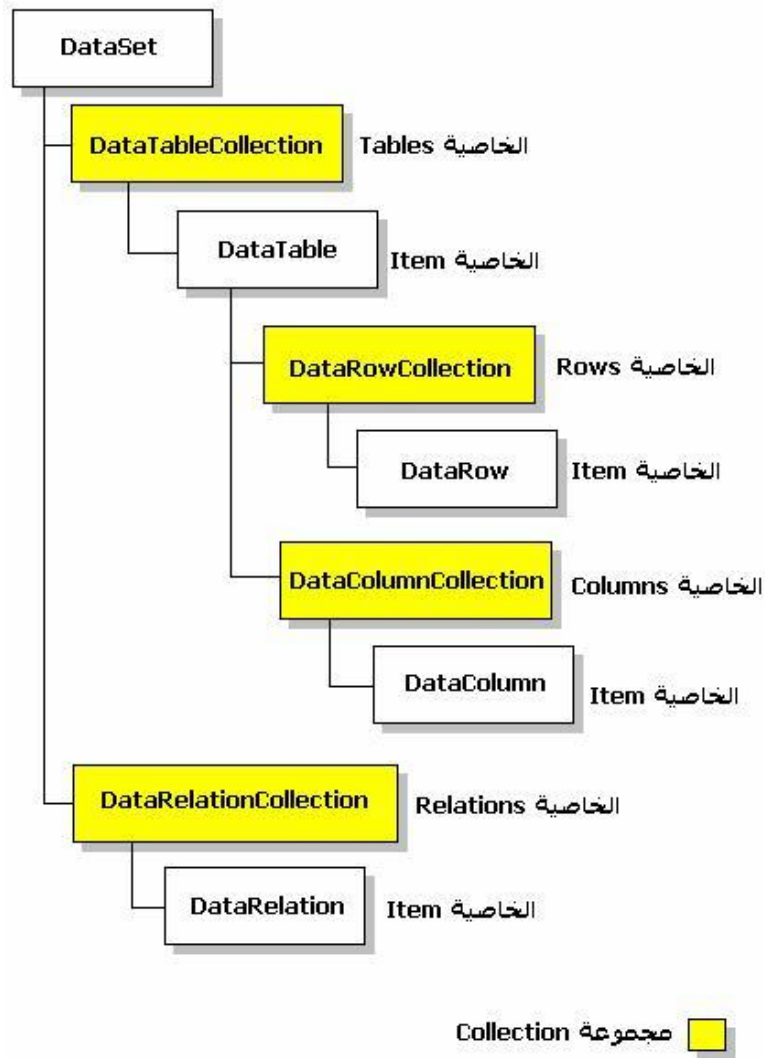 DataSet
DataTableCollection
الخاصية Tables
DataTable
الخاصية Item
DataRowCollection
الخاصية Rows
DataRow
الخاصية Item
DataColumnCollection
الخاصية Columns
DataColumn
الخاصية Item
DataRelationCollection
الخاصية Relations
DataRelation
الخاصية Item
مجموعة Collection